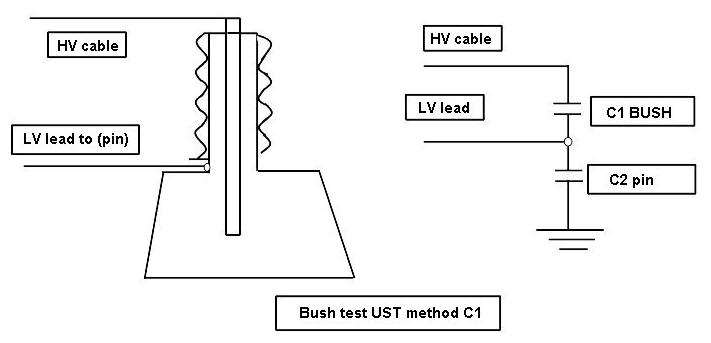 HV cable
LV lead to (pin)
HV cable
LV lead
C1 BUSH
C2 pin
Bush test UST method C1